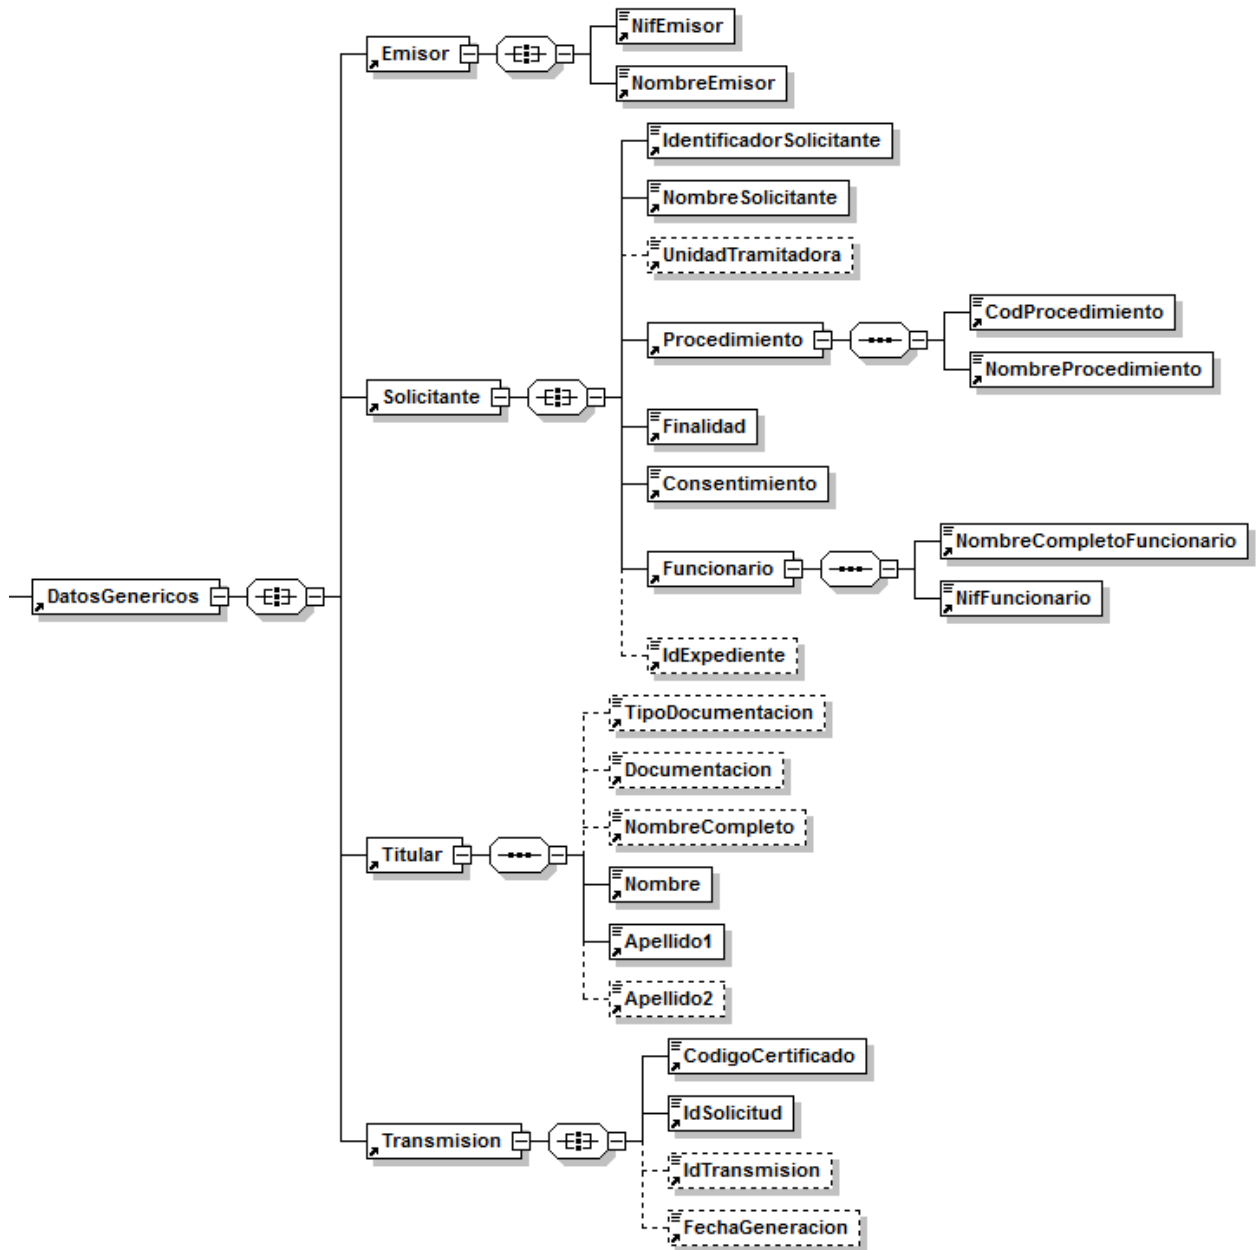 NifEmisor
Emisor
NombreEmisor
IdentificadorSolicitante
NombreSolicitante
UnidadTramitadora
CodProcedimiento
Procedimiento
NombreProcedimiento
Solicitante
Finalidad
Consentimiento
NombreCompletoFuncionario
Funcionario
NifFuncionario
DatosGenericos
IdExpediente
TipoDocumentacion
Documentacion
NombreCompleto
Titular
Nombre
Apellido1
Apellido2
CodigoCertificado
IdSolicitud
Transmision
IdTransmision
FechaGeneracion